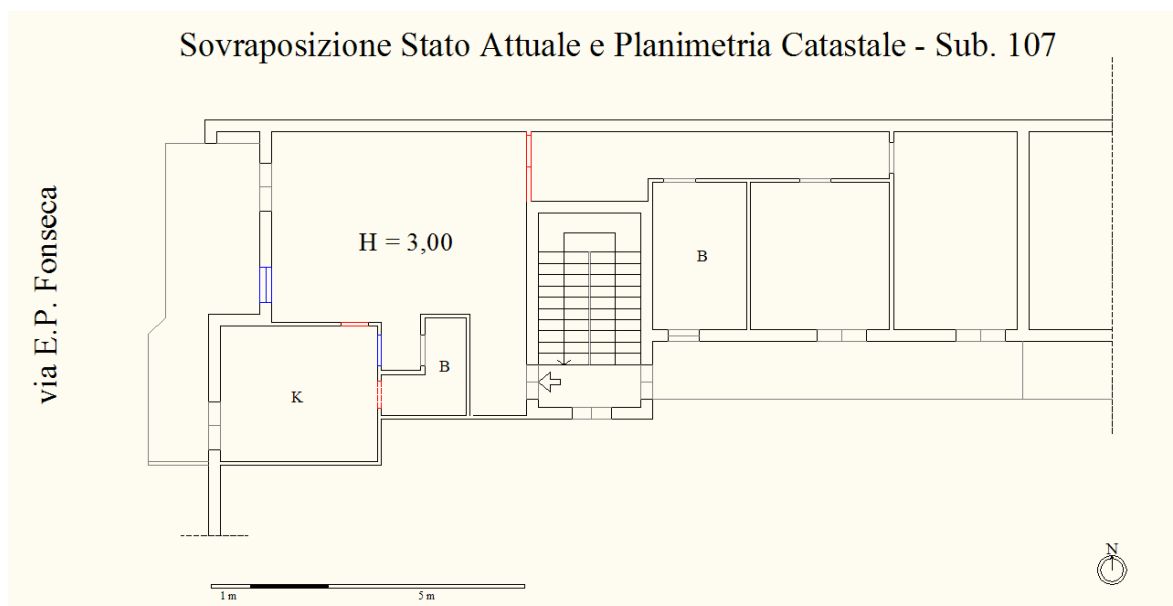 Sovraposizione Stato Attuale e Planimetria Catastale - Sub. 107
via E.P. Fonseca
H = 3,00
B
B
K
N
1 m
5 m